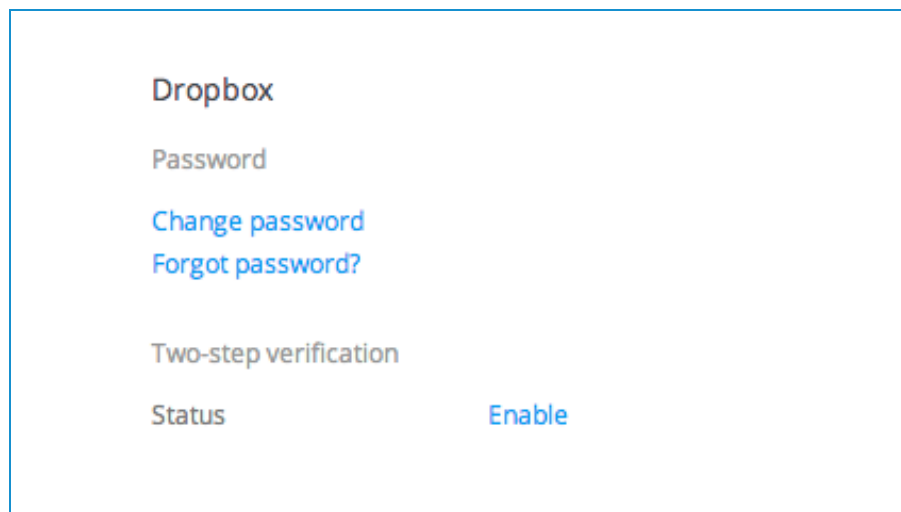 Dropbox
Password
Change password
Forgot password?
Two-step verification
Status Enable